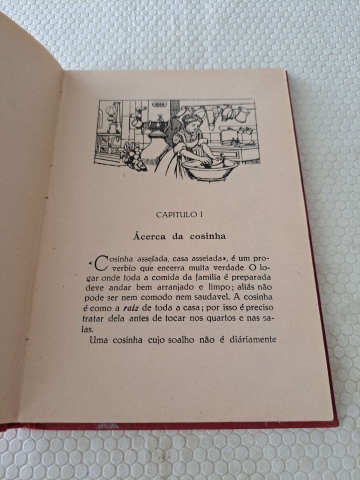 CAPITULO I
Ácerca da cosinha
«Cosinha asseiada, casa asseiada», é um pro-
verbio que encerra muita verdade. O lo-
gar onde toda a comida da familia é preparada
deve andar bem arranjado e limpo; aliás não
pode ser nem comodo nem saudavel. A cosinha
é como a raiz de toda a casa; por isso é preciso
tratar dela antes de tocar nos quartos e nas sa-
las.
Uma cosinha cujo soalho não é diáriamente